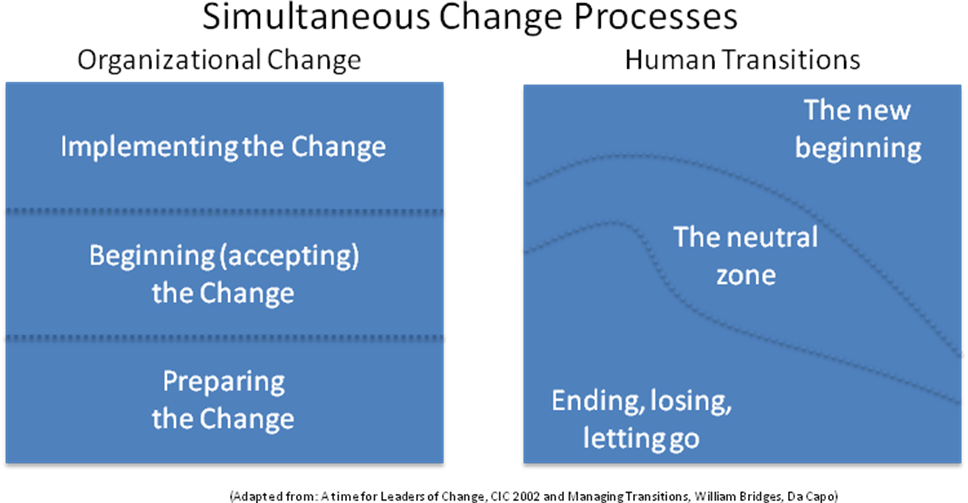 Simultaneous Change Processes
Organizational Change
Implementing the Change
Beginning (accepting)
the Change
Preparing
the Change
Human Transitions
The new
beginning
The neutral
zone
Ending, losing,
letting go
(Adapted from: A time for Leaders of Change, CIC 2002 and Managing Transitions, William Bridges, Da Capo)